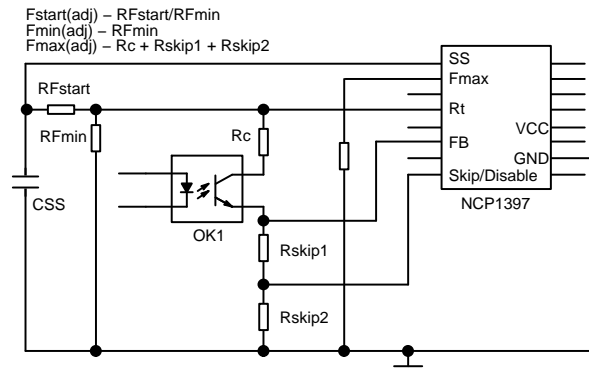 Fstart(adj) – RFstart/RFmin
Fmin(adj) – RFmin
Fmax(adj) – Rc + Rskip1 + Rskip2
SS
Fmax
RFstart
Rt
RFmin
Rc
VCC
FB
GND
Skip/Disable
CSS
NCP1397
OK1
Rskip1
Rskip2